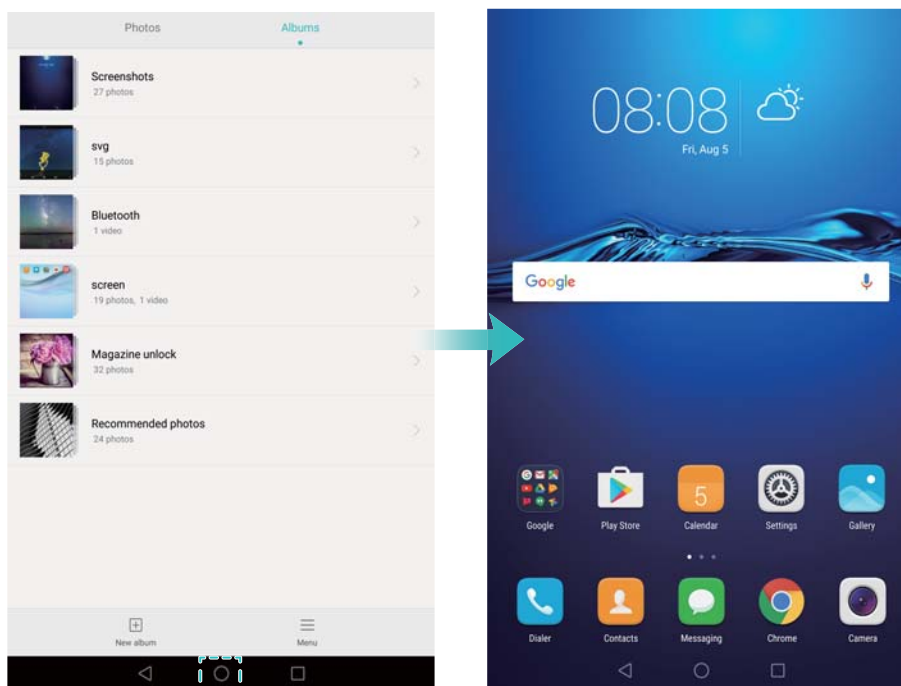 Photos
Albums
Screenshots
27 photos
svg
15 photos
Bluetooth
1 video
screen
19 photos, 1 video
Magazine unlock
32 photos
Recommended photos
24 photos
New album
Menu
08:08
Fri, Aug 5
Google
5
Google
Play Store
Calendar
Settings
Gallery
Dialer
Contacts
Messaging
Chrome
Camera